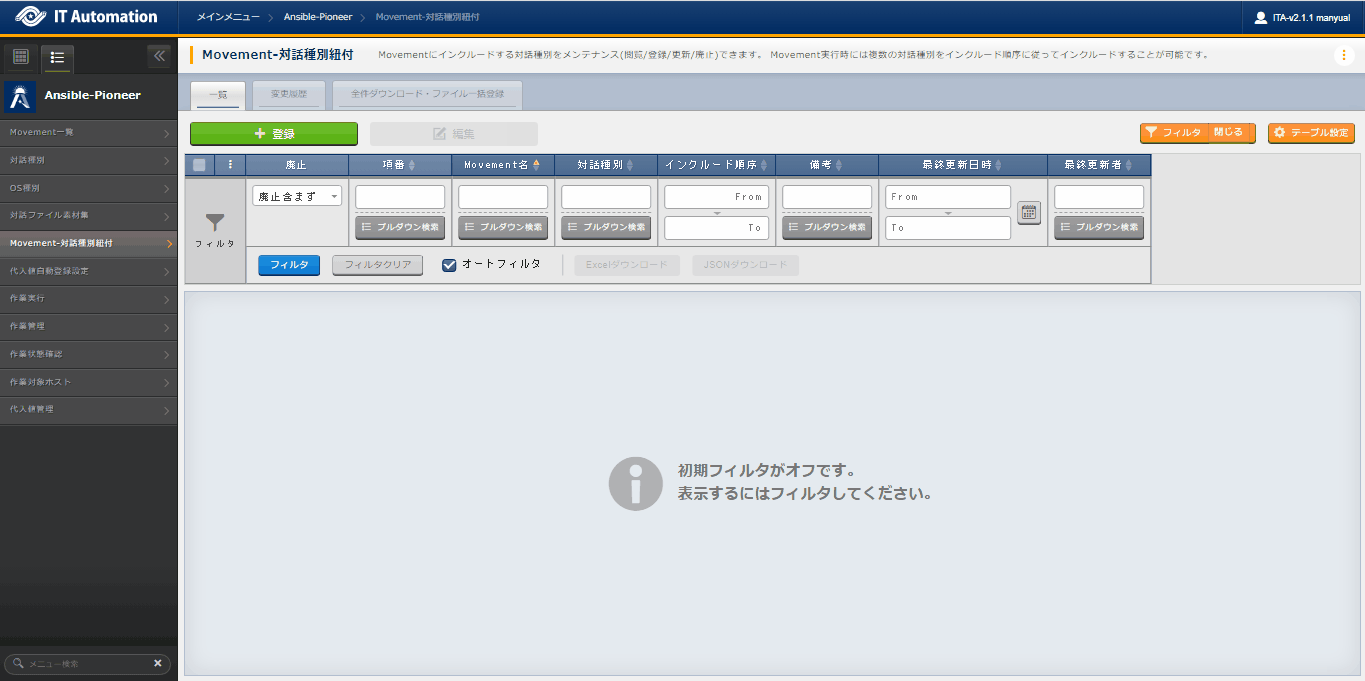 IT Automation
メインメニュー
Ansible-Pioneer
Movement-対話種別紐付
ITA-v2.1.1 manyual
Ansible-Pioneer
Movement一覧
対話種別
OS種別
対話ファイル素材集
Movement-対話種別紐付
代入値自動登録設定
作業実行
作業管理
作業状態確認
作業対象ホスト
代入値管理
メニュー検索
Movement-対話種別紐付
Movementにインクルードする対話種別をメンテナンス(閲覧/登録/更新/廃止)できます。 Movement実行時には複数の対話種別をインクルード順序に従ってインクルードすることが可能です。
一覧
変更履歴
全件ダウンロード・ファイル一括登録
登録
編集
フィルタ 閉じる
テーブル設定
廃止
項番
Movement名
対話種別
インクルード順序
備考
最終更新日時
最終更新者
フィルタ
廃止含まず
From
From
プルダウン検索
プルダウン検索
プルダウン検索
To
プルダウン検索
To
プルダウン検索
フィルタ
フィルタクリア
オートフィルタ
Excelダウンロード
JSONダウンロード
初期フィルタがオフです。
表示するにはフィルタしてください。